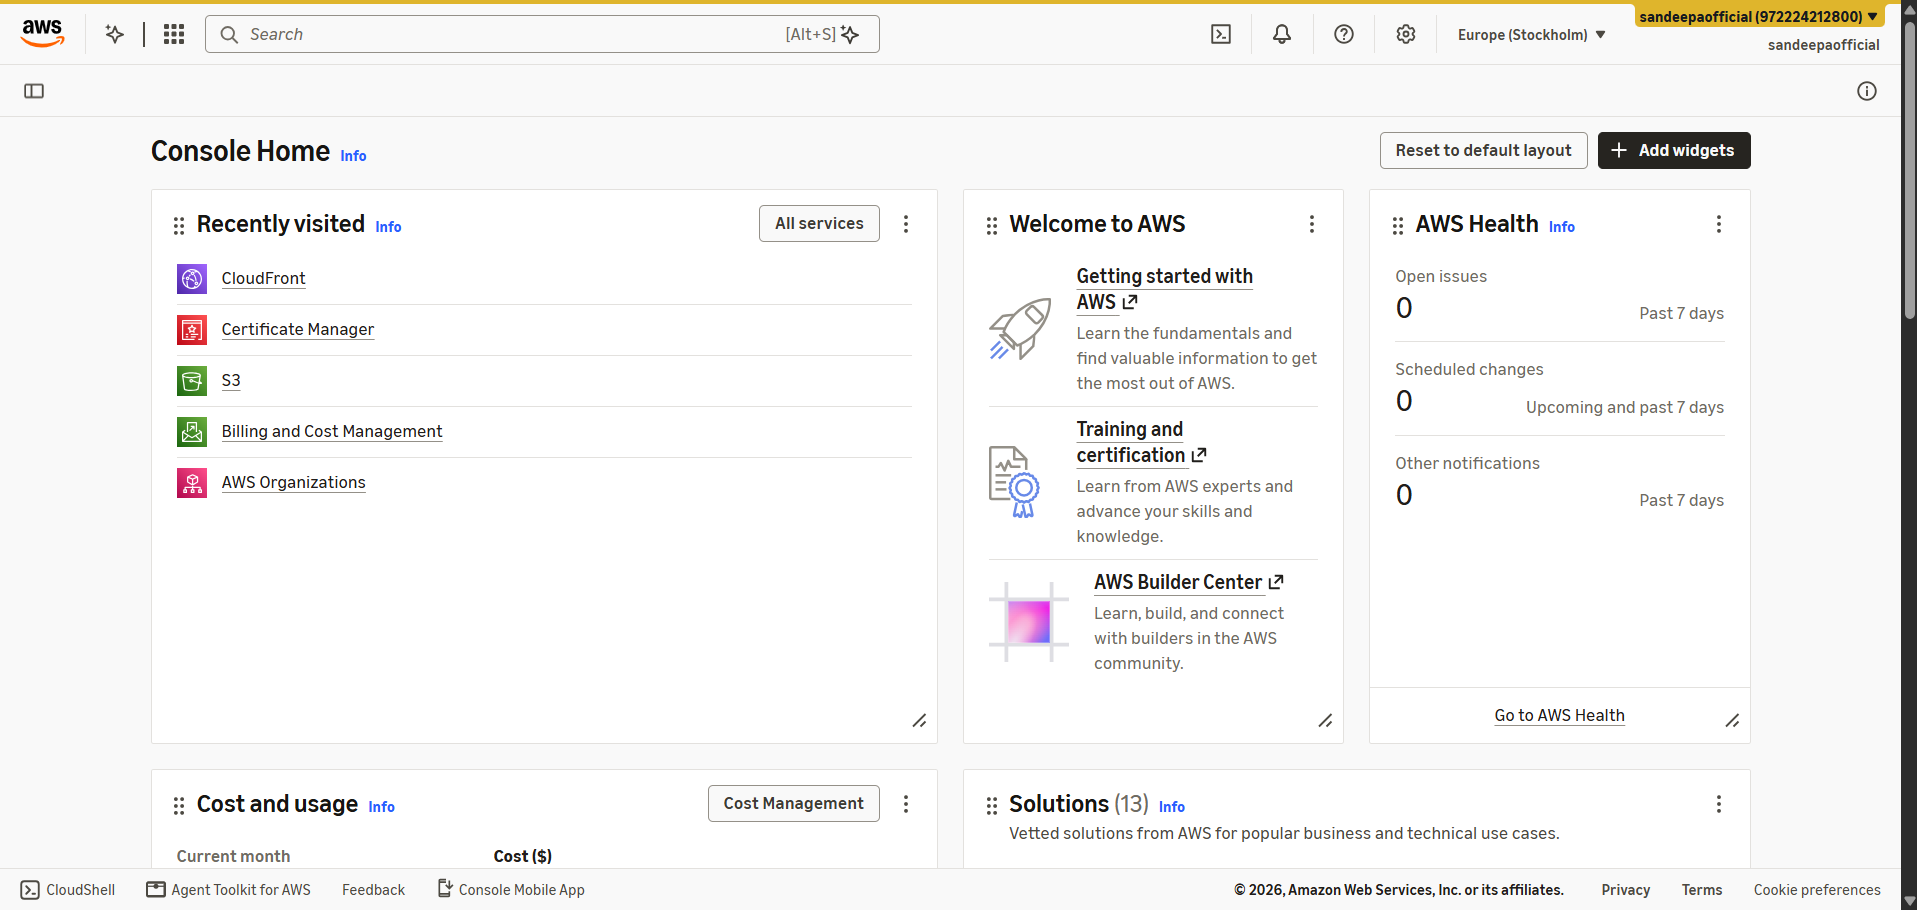 aws
Search
[Alt+S]
Europe (Stockholm)
sandeepaofficial (972224212800)
sandeepaofficial
Console Home
Info
Reset to default layout
Add widgets
Recently visited
Info
All services
CloudFront
Certificate Manager
S3
Billing and Cost Management
AWS Organizations
Welcome to AWS
Getting started with
AWS
Learn the fundamentals and
find valuable information to get
the most out of AWS.
Training and
certification
Learn from AWS experts and
advance your skills and
knowledge.
AWS Builder Center
Learn, build, and connect
with builders in the AWS
community.
AWS Health
Info
Open issues
0
Past 7 days
Scheduled changes
0
Upcoming and past 7 days
Other notifications
0
Past 7 days
Go to AWS Health
Cost and usage
Info
Cost Management
Current month
Cost ($)
Solutions (13)
Info
Vetted solutions from AWS for popular business and technical use cases.
CloudShell
Agent Toolkit for AWS
Feedback
Console Mobile App
© 2026, Amazon Web Services, Inc. or its affiliates.
Privacy
Terms
Cookie preferences